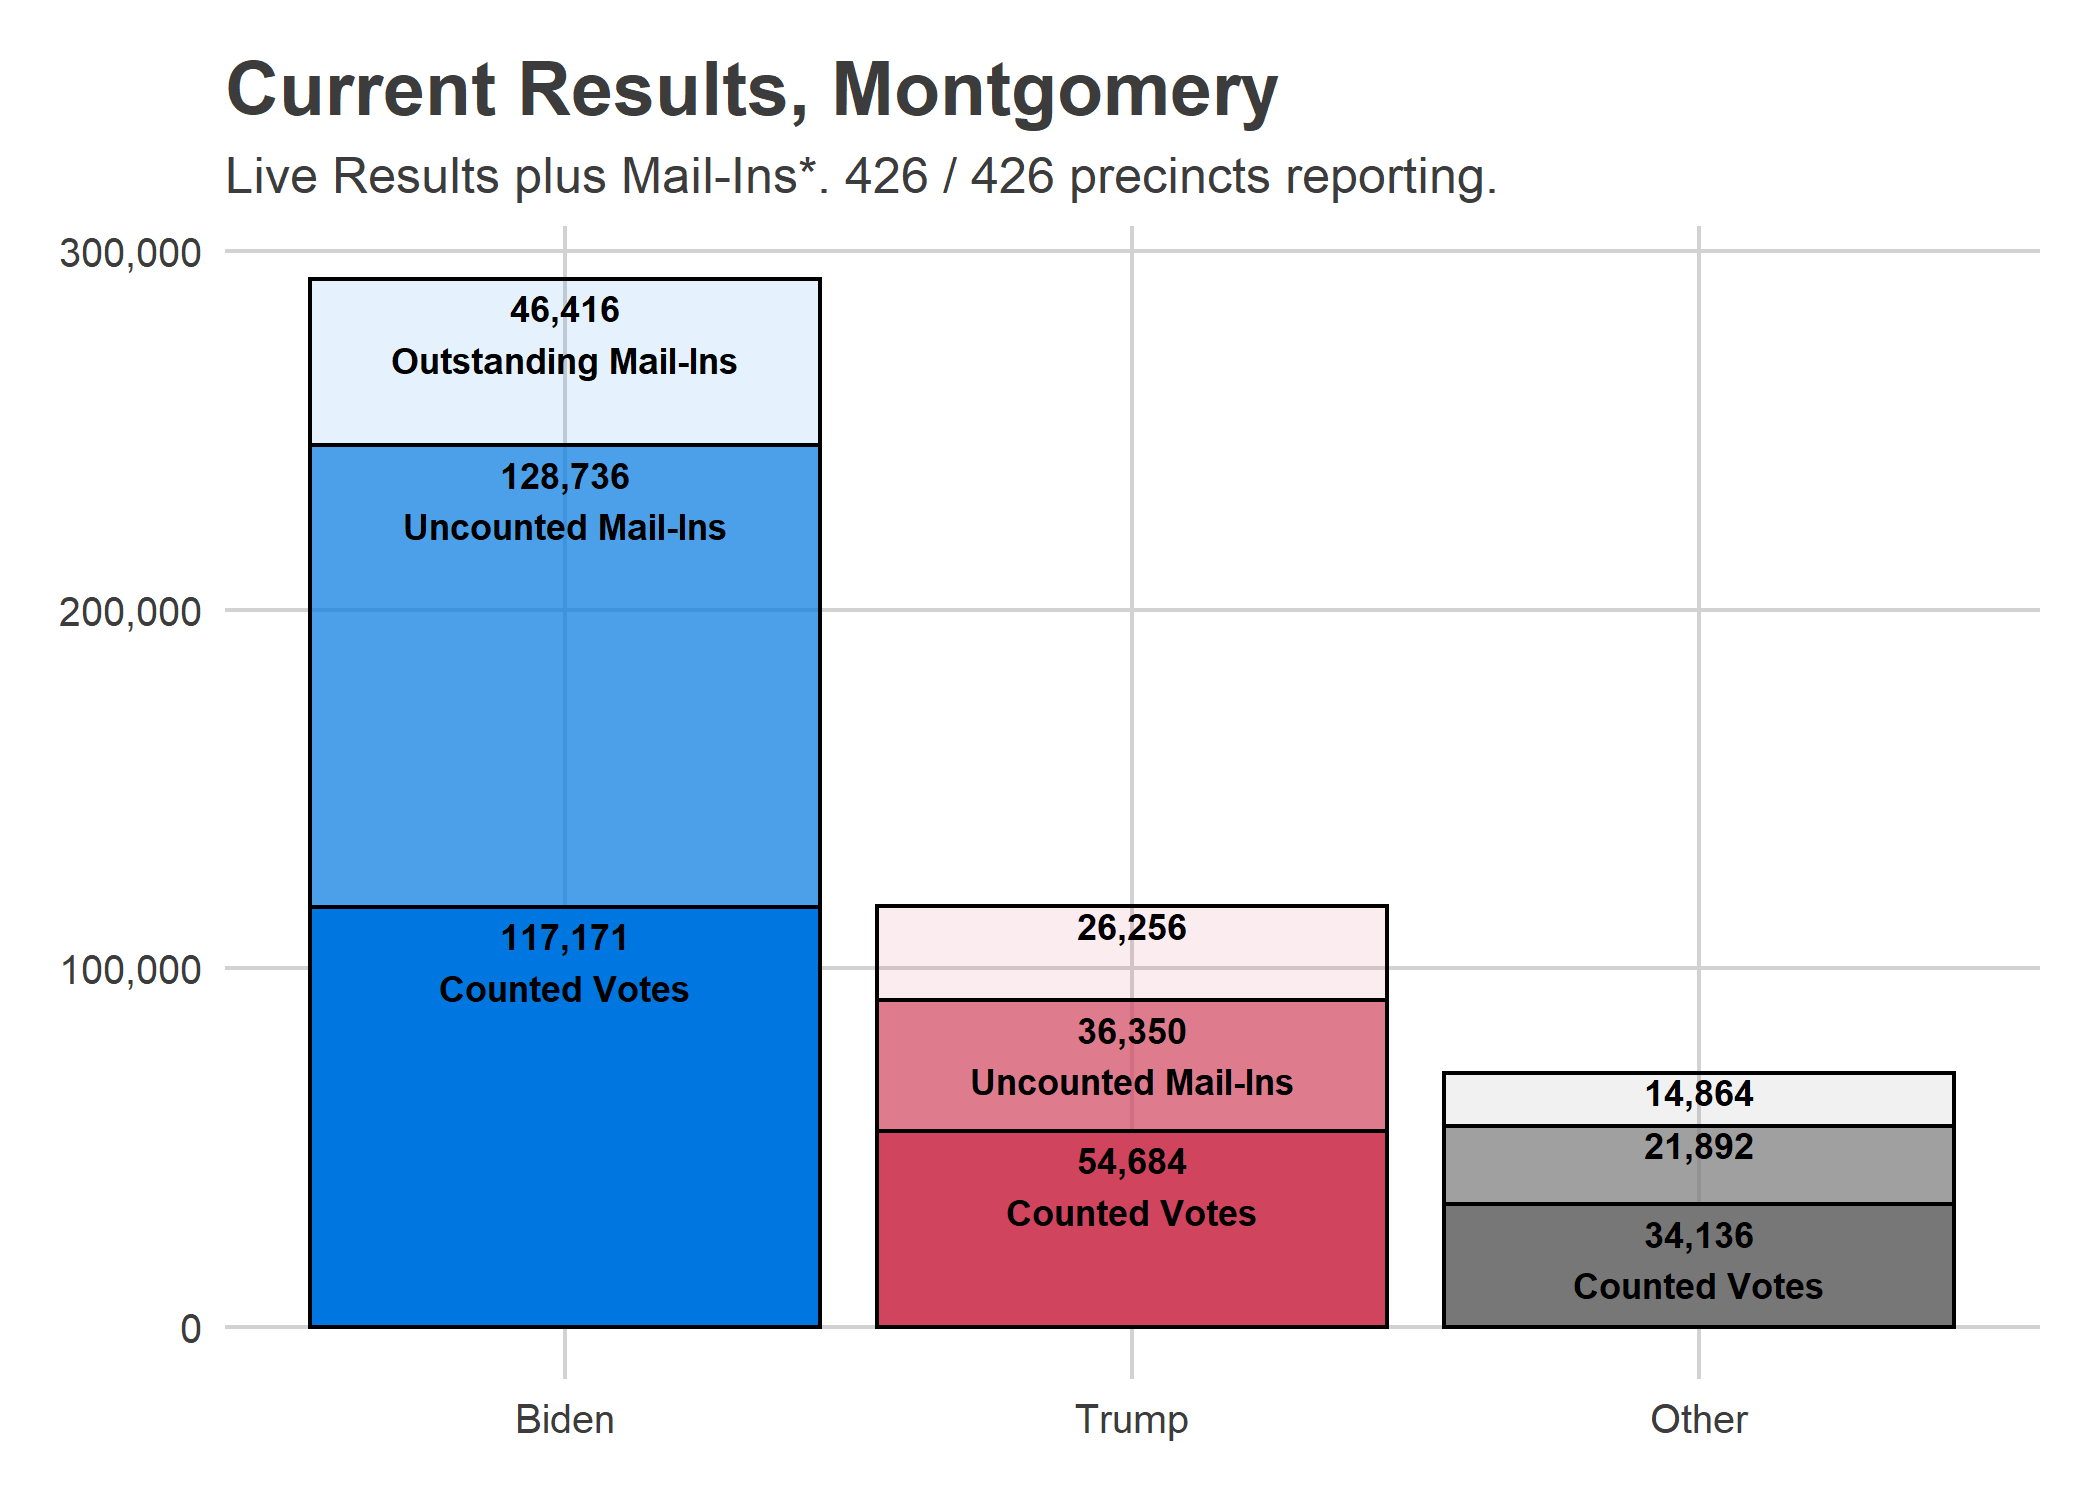 Current Results, Montgomery
Live Results plus Mail-Ins*. 426 / 426 precincts reporting.
300,000
200,000
100,000
0
46,416
Outstanding Mail-Ins
128,736
Uncounted Mail-Ins
117,171
Counted Votes
26,256
36,350
Uncounted Mail-Ins
54,684
Counted Votes
14,864
21,892
34,136
Counted Votes
Biden
Trump
Other